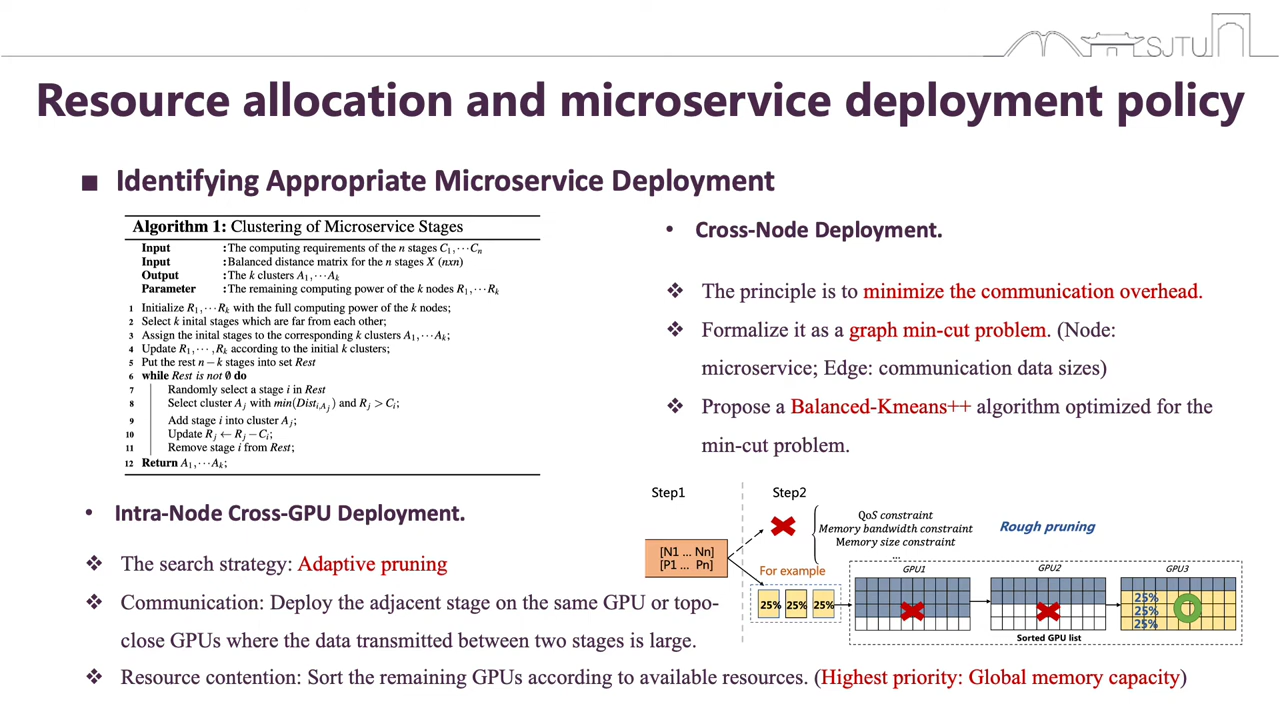 SJTU
Resource allocation and microservice deployment policy
■ Identifying Appropriate Microservice Deployment
Algorithm 1: Clustering of Microservice Stages
Input : The computing requirements of the n stages C₁, ⋯Cₙ
Input : Balanced distance matrix for the n stages X (nxn)
Output : The k clusters A₁, ⋯Aₖ
Parameter : The remaining computing power of the k nodes R₁, ⋯Rₖ
1 Initialize R₁, ⋯Rₖ with the full computing power of the k nodes;
2 Select k inital stages which are far from each other;
3 Assign the inital stages to the corresponding k clusters A₁, ⋯Aₖ;
4 Update R₁, ⋯, Rₖ according to the initial k clusters;
5 Put the rest n − k stages into set Rest
6 while Rest is not ∅ do
7 Randomly select a stage i in Rest
8 Select cluster Aⱼ with min(Dist_{i,A_j}) and Rⱼ > Cᵢ;
9 Add stage i into cluster Aⱼ;
10 Update Rⱼ ← Rⱼ − Cᵢ;
11 Remove stage i from Rest;
12 Return A₁, ⋯Aₖ;
• Cross-Node Deployment.
❖ The principle is to minimize the communication overhead.
❖ Formalize it as a graph min-cut problem. (Node:
microservice; Edge: communication data sizes)
❖ Propose a Balanced-Kmeans++ algorithm optimized for the
min-cut problem.
• Intra-Node Cross-GPU Deployment.
❖ The search strategy: Adaptive pruning
❖ Communication: Deploy the adjacent stage on the same GPU or topo-
close GPUs where the data transmitted between two stages is large.
❖ Resource contention: Sort the remaining GPUs according to available resources. (Highest priority: Global memory capacity)
Step1
Step2
QoS constraint
Memory bandwidth constraint
Memory size constraint
...
Rough pruning
[N1 ... Nn]
[P1 ... Pn]
For example
25% 25% 25%
GPU1
GPU2
GPU3
25%
25%
25%
Sorted GPU list